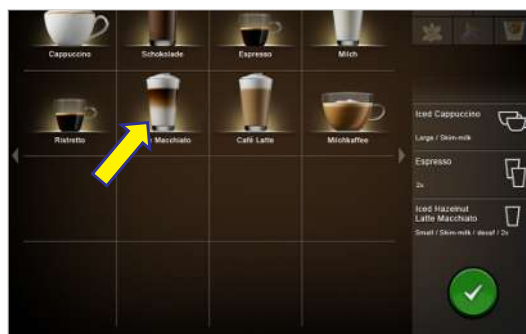 Cappuccino
Schokolade
Espresso
Milch
Ristretto
Macchiato
Café Latte
Milchkaffee
Iced Cappuccino
Large / Skim-milk
Espresso
2x
Iced Hazelnut
Latte Macchiato
Small / Skim-milk / decaf / 2x